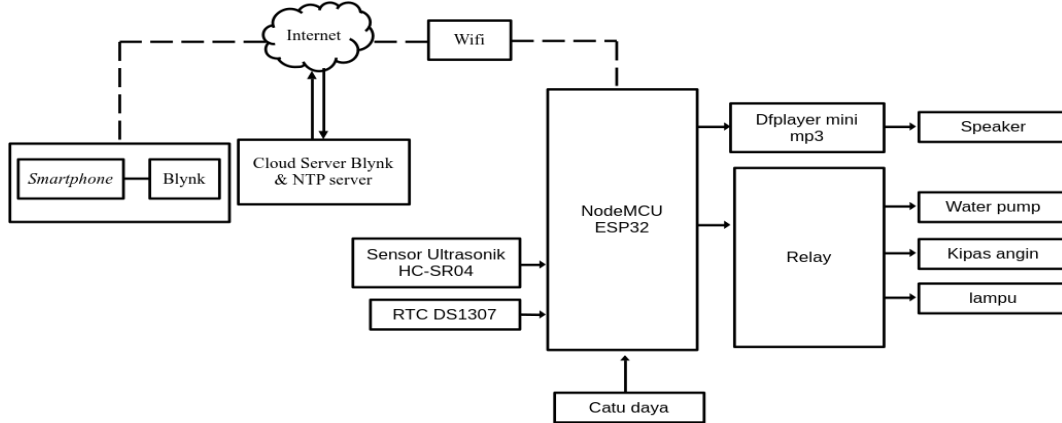 Internet
Wifi
Smartphone
Blynk
Cloud Server Blynk
& NTP server
NodeMCU
ESP32
Dfplayer mini
mp3
Speaker
Sensor Ultrasonik
HC-SR04
RTC DS1307
Relay
Water pump
Kipas angin
lampu
Catu daya